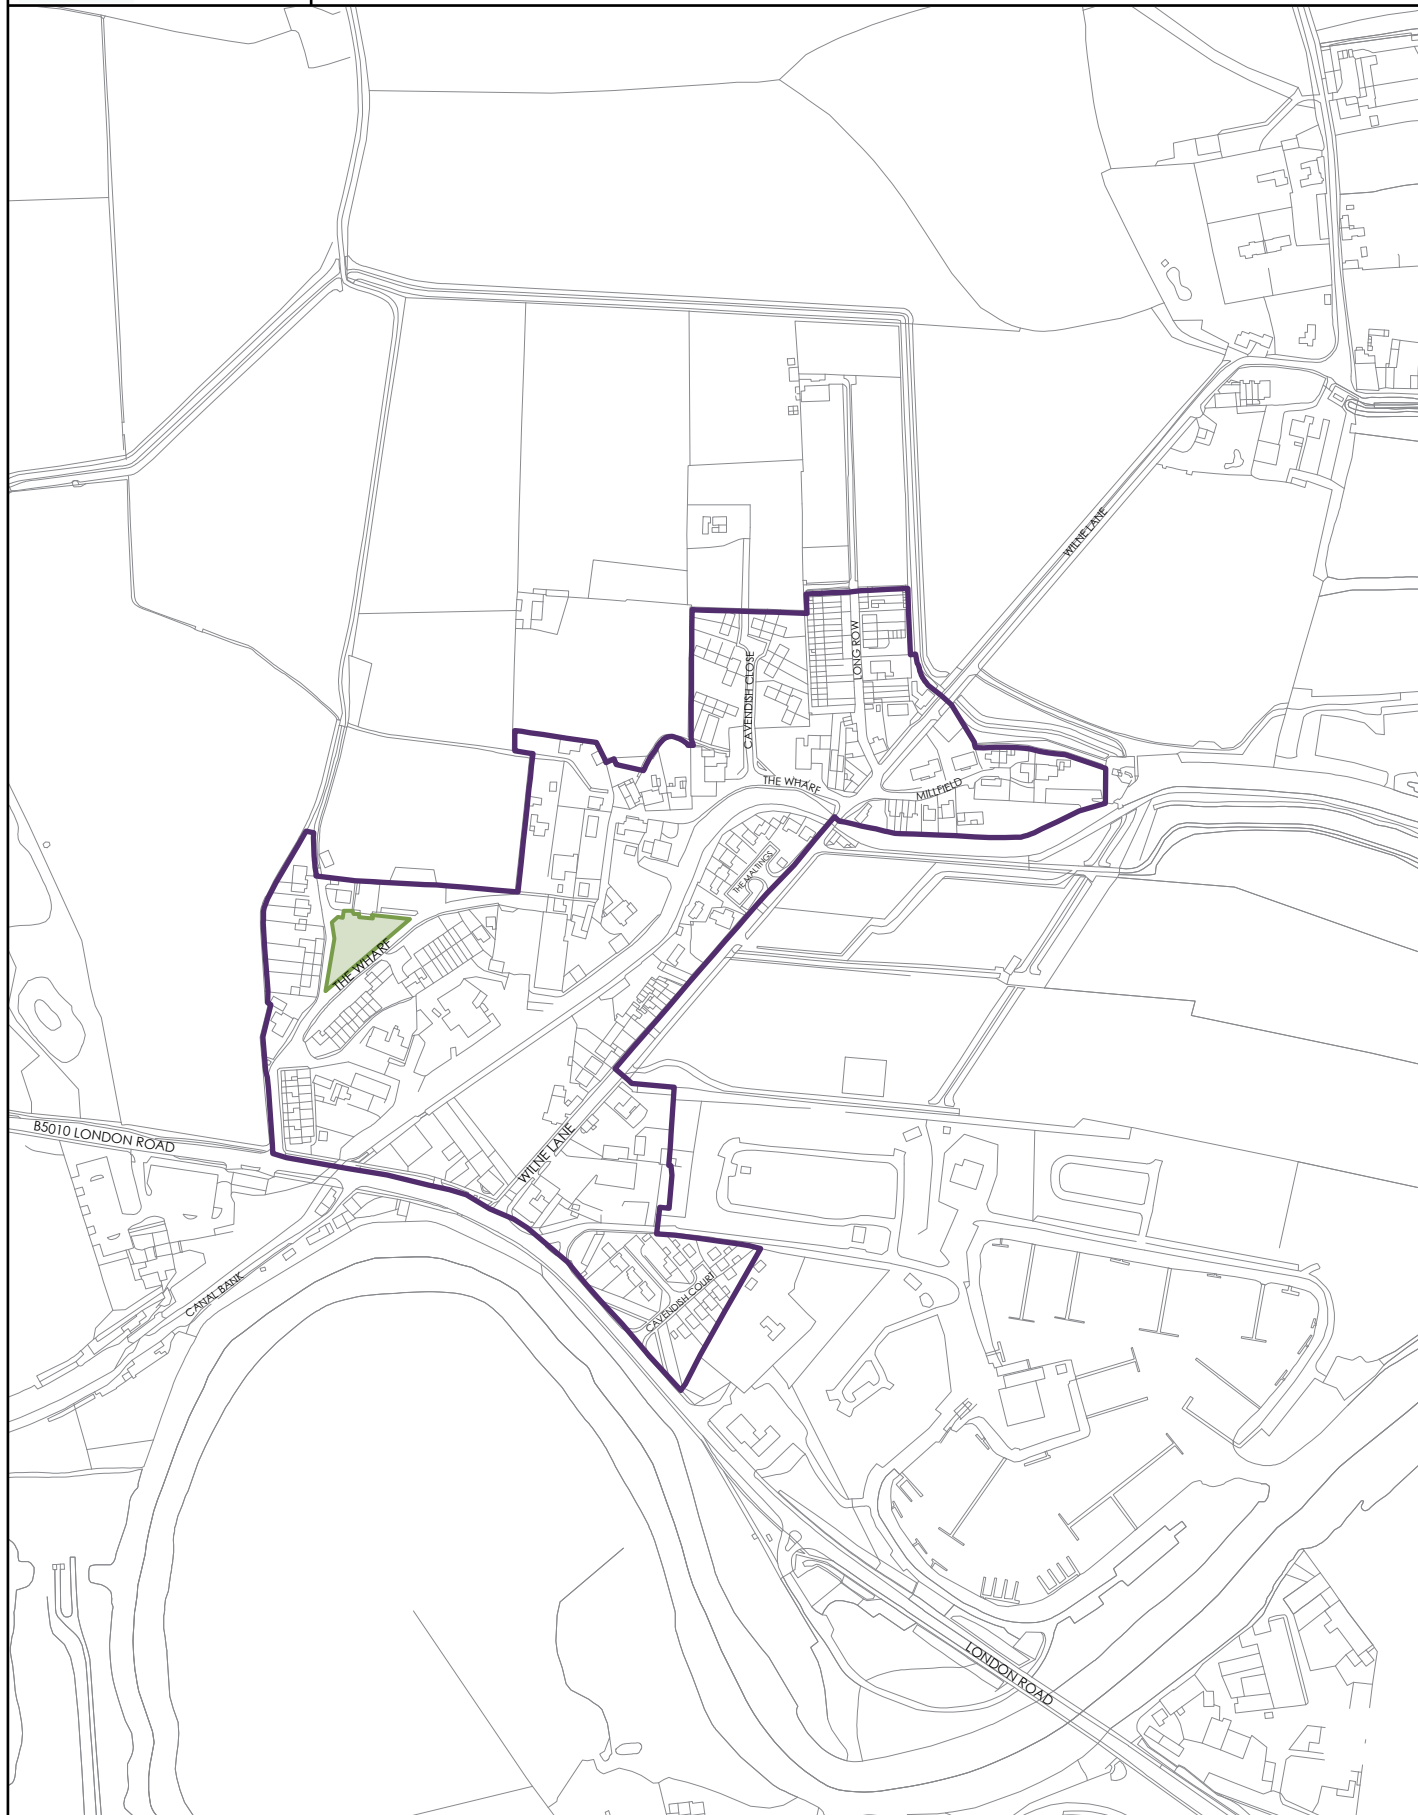 WILNE LANE
LONG ROW
CAVENDISH CLOSE
THE WHARF
MILLFIELD
THE MALTINGS
THE WHARF
B5010 LONDON ROAD
WILNE LANE
CANAL BANK
CAVENDISH COURT
LONDON ROAD